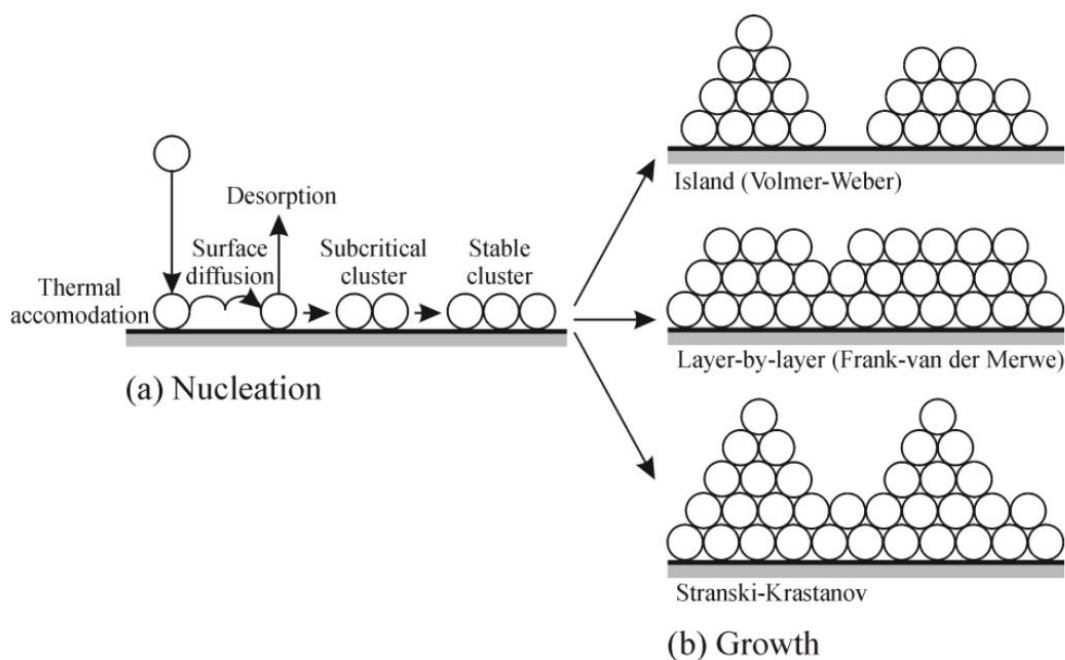 Desorption
Surface
diffusion
Subcritical
cluster
Stable
cluster
Thermal
accomodation
(a) Nucleation
Island (Volmer-Weber)
Layer-by-layer (Frank-van der Merwe)
Stranski-Krastanov
(b) Growth